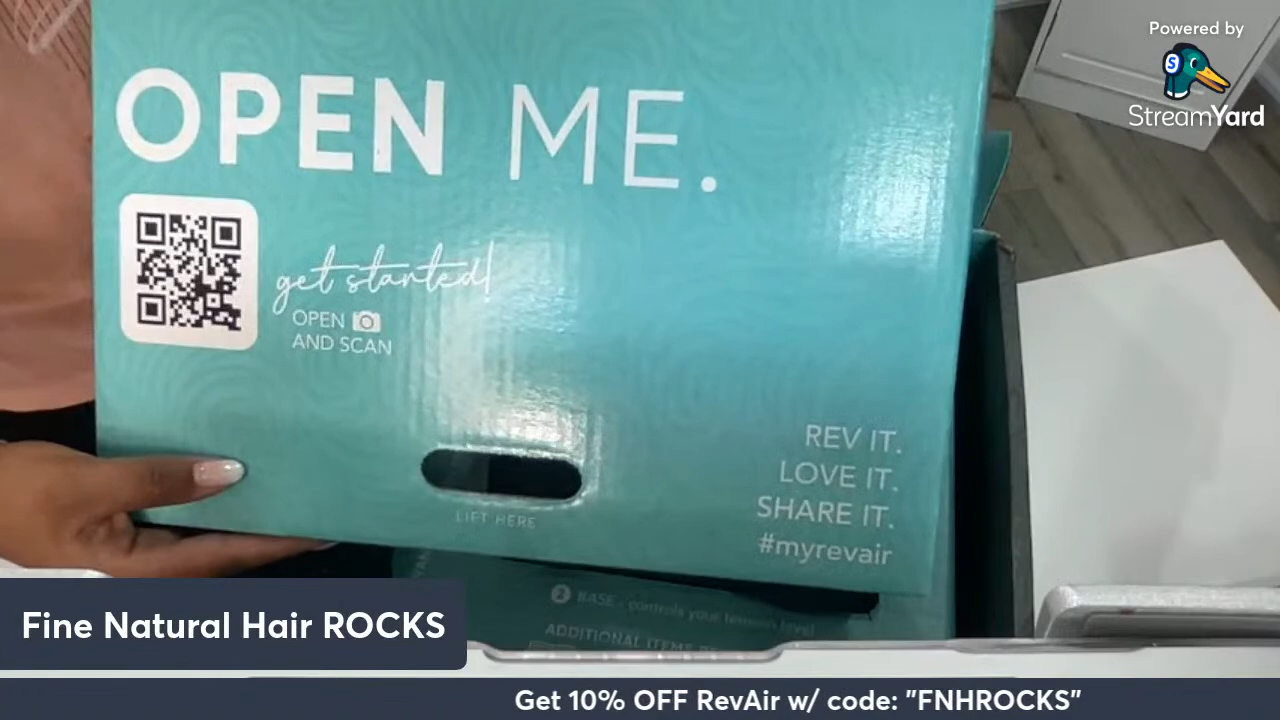 Powered by
StreamYard
OPEN ME.
get started!
OPEN
AND SCAN
LIFT HERE
REV IT.
LOVE IT.
SHARE IT.
#myrevair
2 BASE - controls your tension level
ADDITIONAL ITEMS
Fine Natural Hair ROCKS
Get 10% OFF RevAir w/ code: "FNHROCKS"